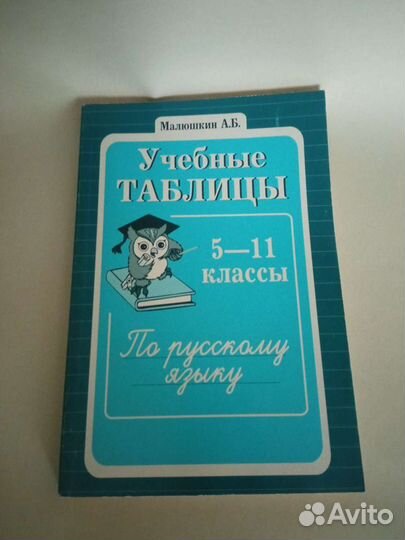 Малюшкин А.Б.
Учебные
ТАБЛИЦЫ
5—11
классы
По русскому
языку
Avito